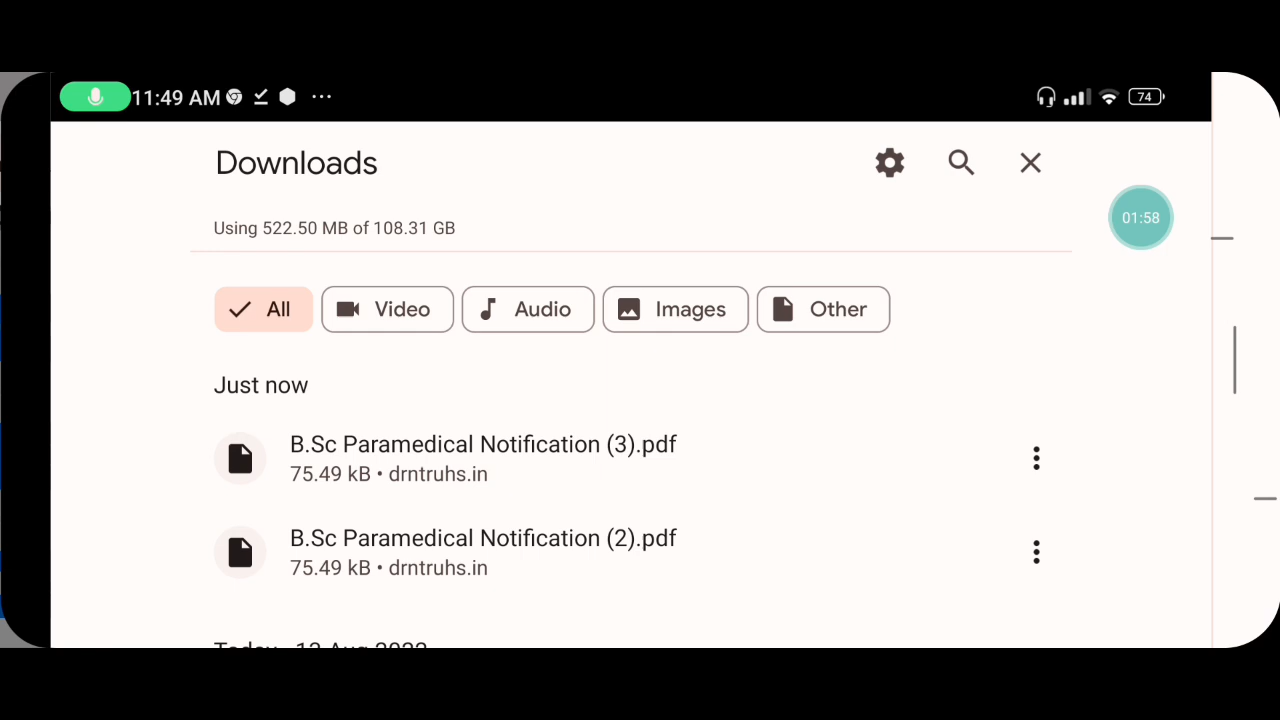 11:49 AM
74
Downloads
Using 522.50 MB of 108.31 GB
01:58
All
Video
Audio
Images
Other
Just now
B.Sc Paramedical Notification (3).pdf
75.49 kB • drntruhs.in
B.Sc Paramedical Notification (2).pdf
75.49 kB • drntruhs.in